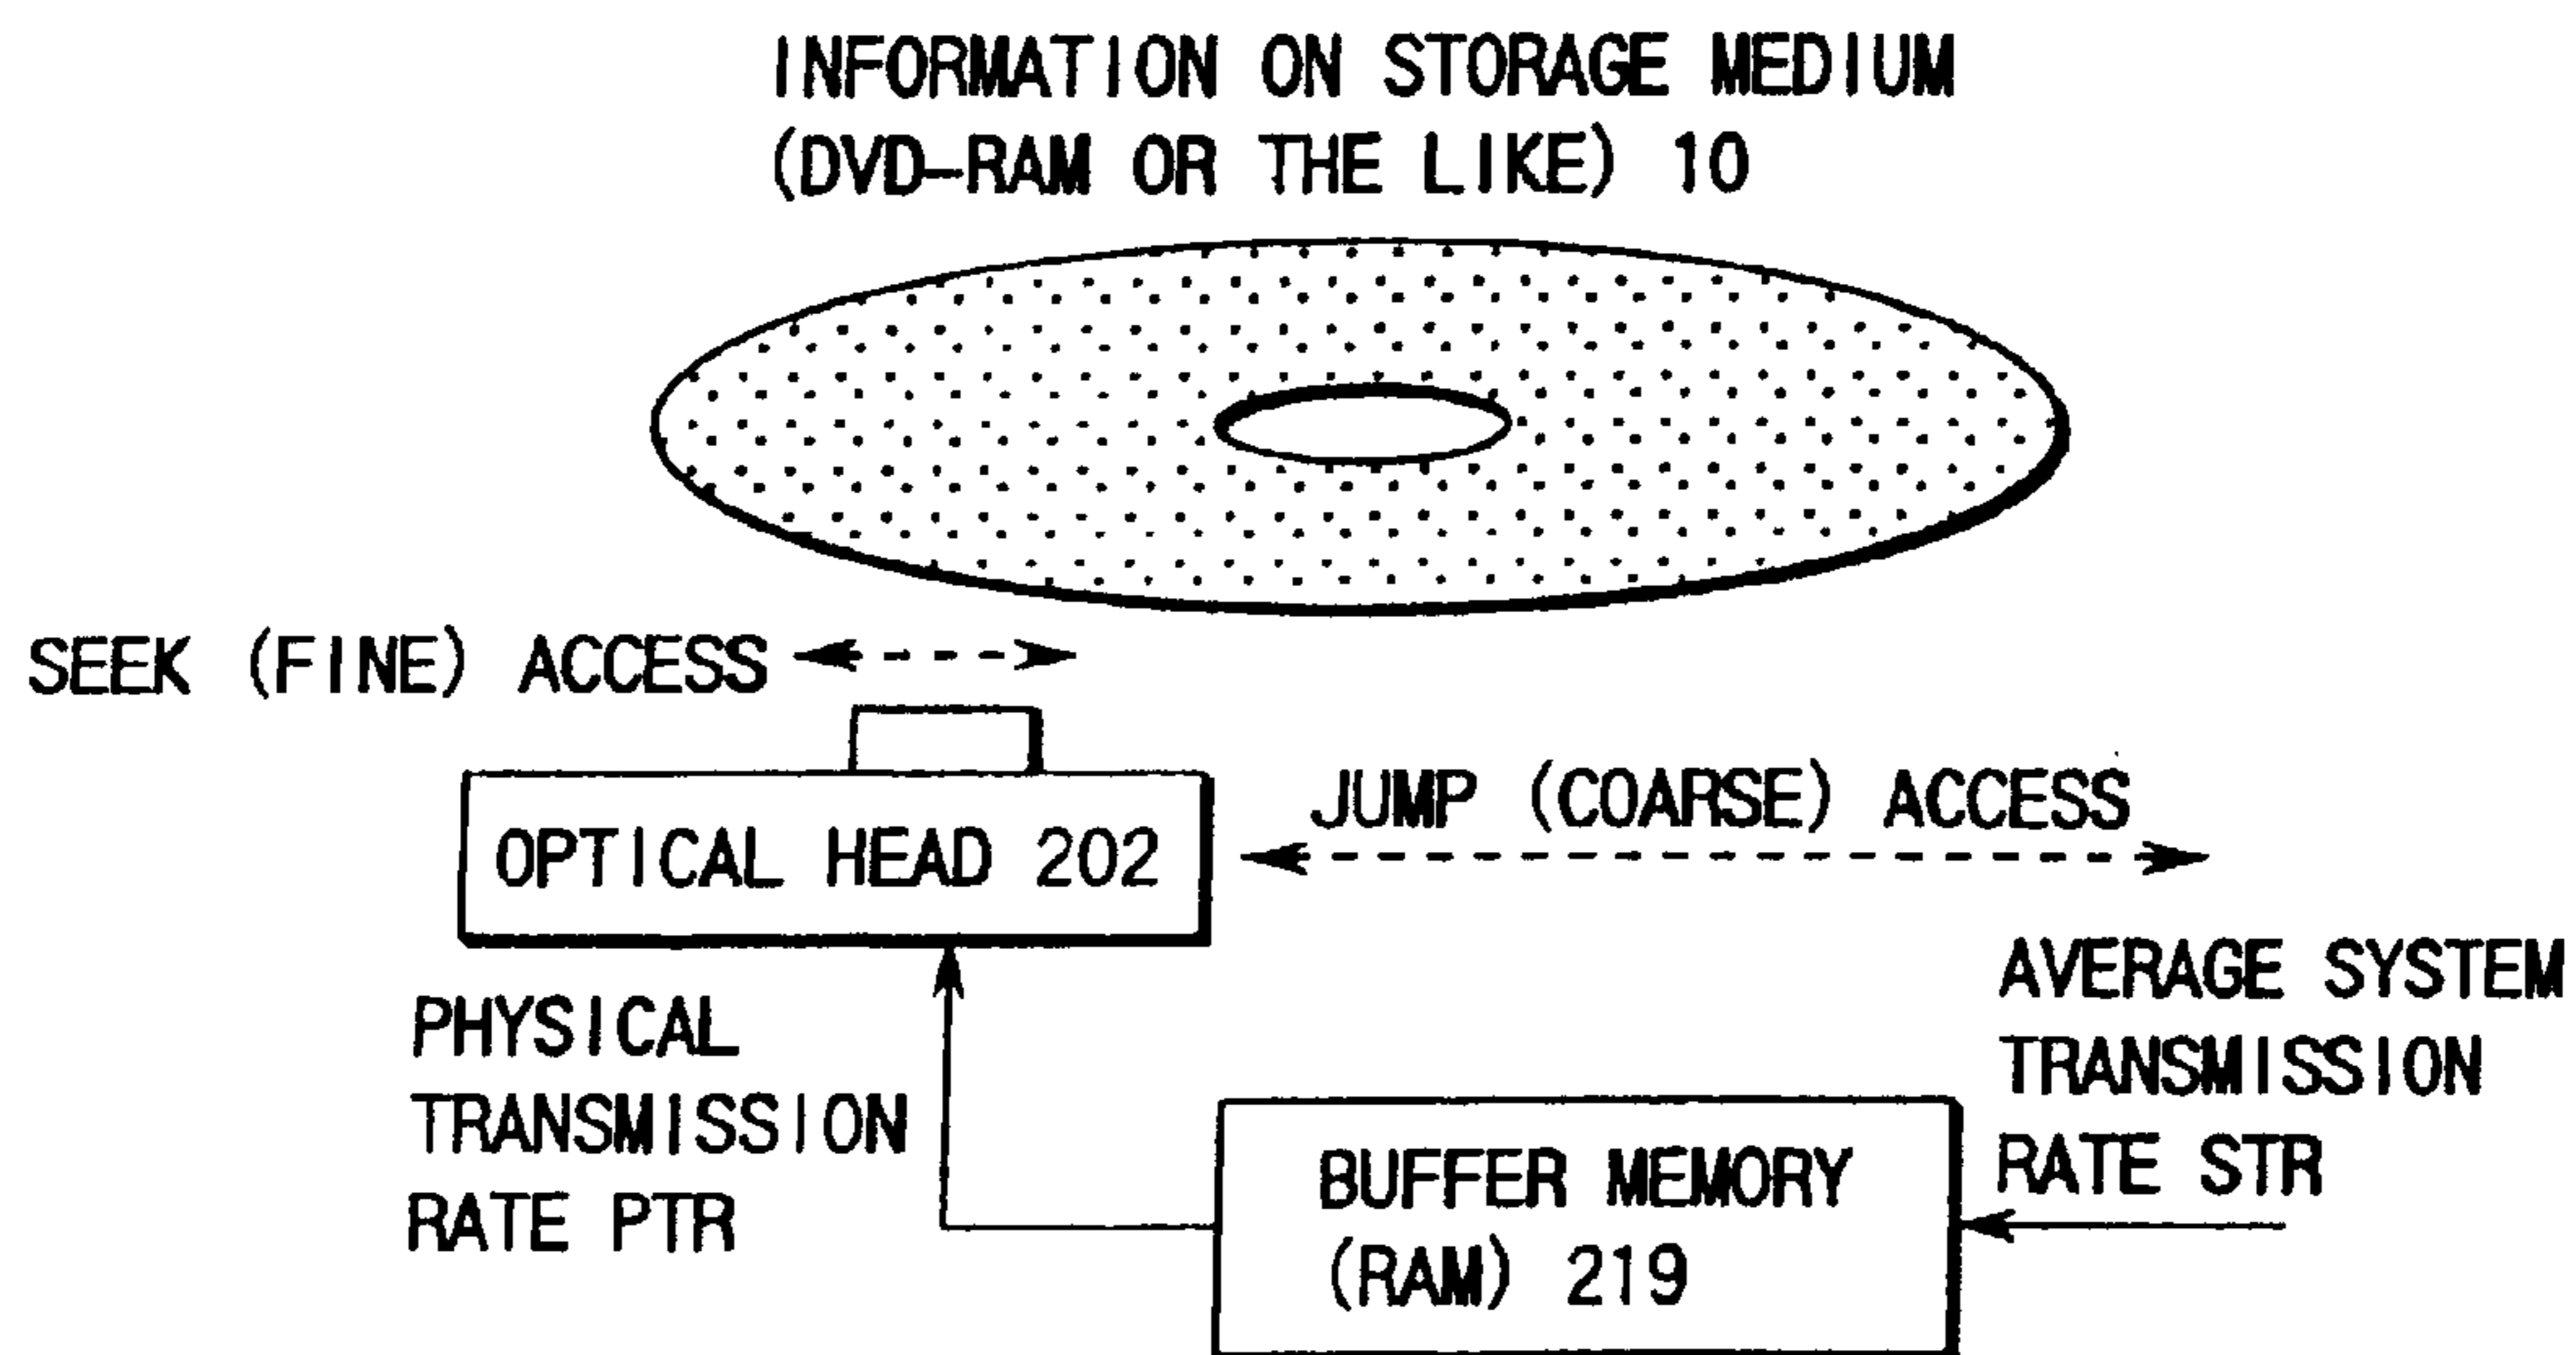 INFORMATION ON STORAGE MEDIUM
(DVD-RAM OR THE LIKE) 10
SEEK (FINE) ACCESS
JUMP (COARSE) ACCESS
OPTICAL HEAD 202
PHYSICAL
TRANSMISSION
RATE PTR
AVERAGE SYSTEM
TRANSMISSION
RATE STR
BUFFER MEMORY
(RAM) 219